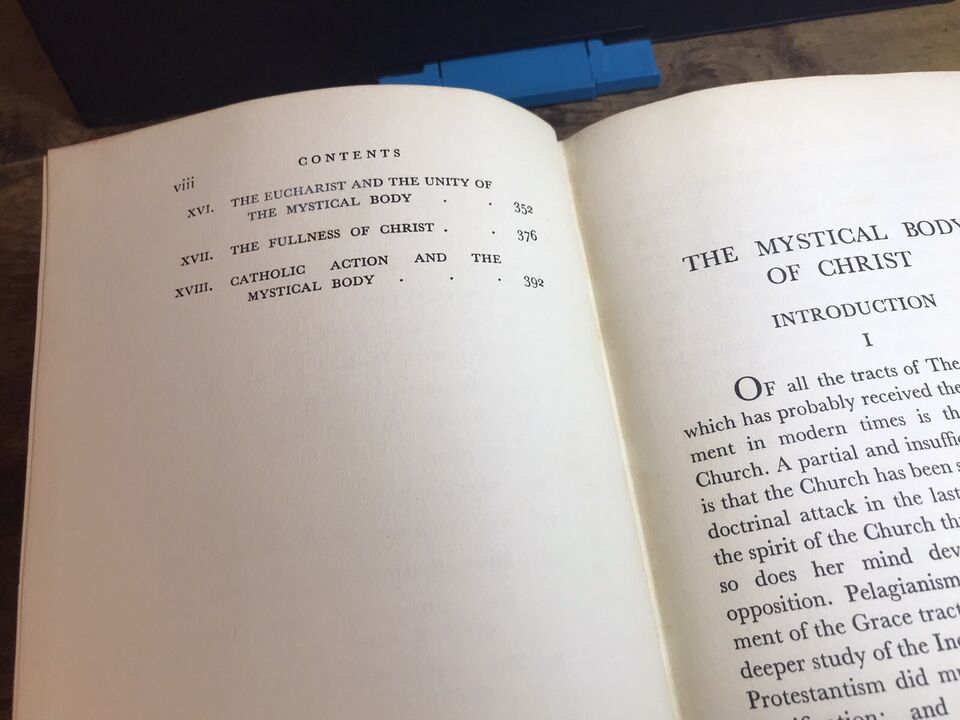 CONTENTS
viii
XVI. THE EUCHARIST AND THE UNITY OF
THE MYSTICAL BODY . . 352
XVII. THE FULLNESS OF CHRIST . . 376
XVIII. CATHOLIC ACTION AND THE
MYSTICAL BODY . . . 392
THE MYSTICAL BODY
OF CHRIST
INTRODUCTION
I
OF all the tracts of The
which has probably received the
ment in modern times is th
Church. A partial and insuffi
is that the Church has been s
doctrinal attack in the last
the spirit of the Church th
so does her mind dev
opposition. Pelagianism
ment of the Grace tract
deeper study of the In
Protestantism did mu
and